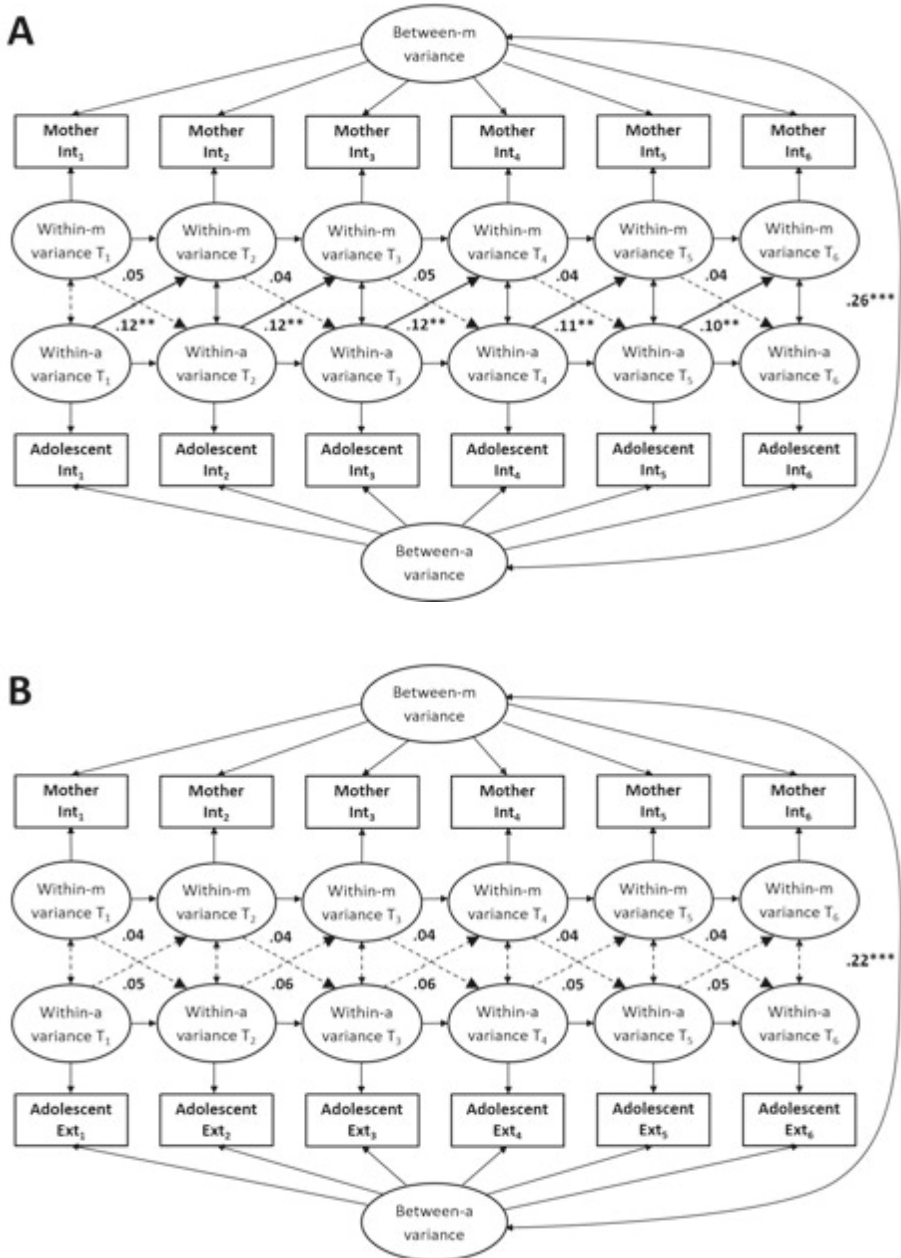 A
Between-m
variance
Mother Mother Mother Mother Mother Mother
Int1 Int2 Int3 Int4 Int5 Int6
Within-m Within-m Within-m Within-m Within-m Within-m
variance T1 variance T2 variance T3 variance T4 variance T5 variance T6
.05 .04 .05 .04 .04
.26***
.12** .12** .12** .11** .10**
Within-a Within-a Within-a Within-a Within-a Within-a
variance T1 variance T2 variance T3 variance T4 variance T5 variance T6
Adolescent Adolescent Adolescent Adolescent Adolescent Adolescent
Int1 Int2 Int3 Int4 Int5 Int6
Between-a
variance
B
Between-m
variance
Mother Mother Mother Mother Mother Mother
Int1 Int2 Int3 Int4 Int5 Int6
Within-m Within-m Within-m Within-m Within-m Within-m
variance T1 variance T2 variance T3 variance T4 variance T5 variance T6
.04 .04 .04 .04 .04
.22***
.05 .06 .06 .05 .05
Within-a Within-a Within-a Within-a Within-a Within-a
variance T1 variance T2 variance T3 variance T4 variance T5 variance T6
Adolescent Adolescent Adolescent Adolescent Adolescent Adolescent
Ext1 Ext2 Ext3 Ext4 Ext5 Ext6
Between-a
variance